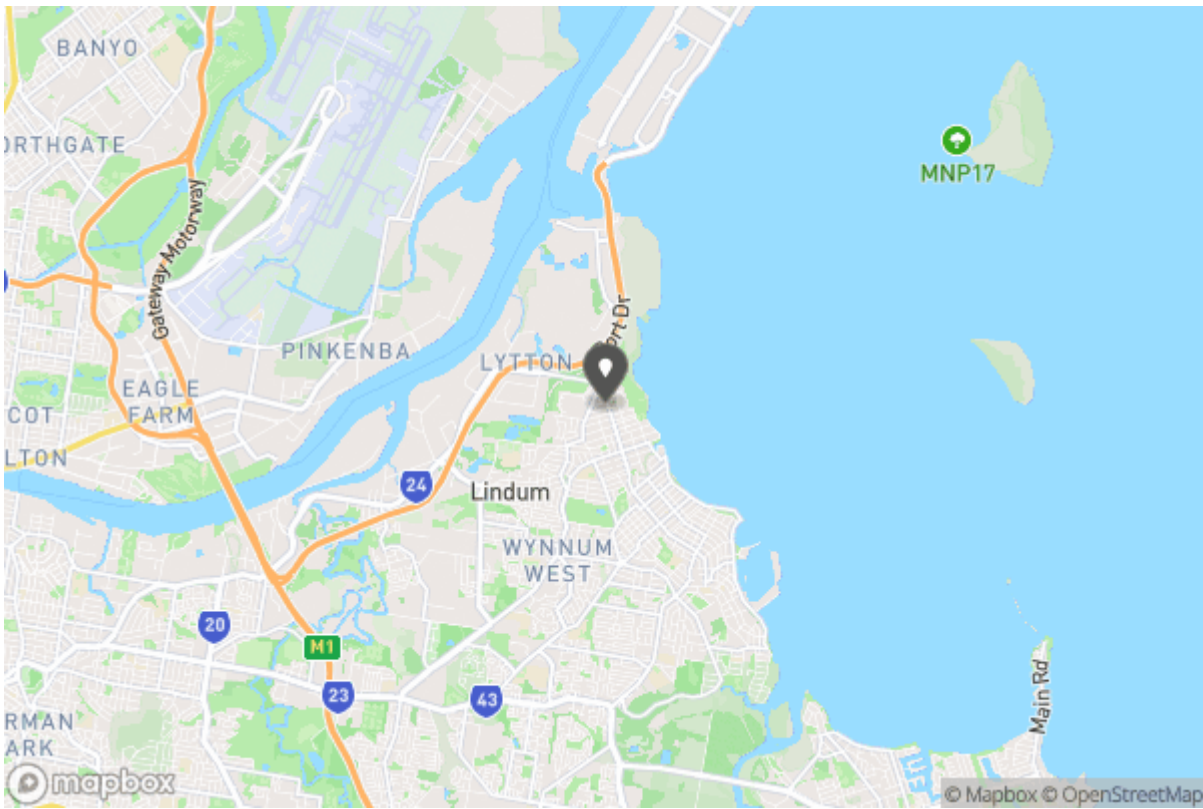 BANYO
ORTHGATE
MNP17
Gateway Motorway
ort Dr
PINKENBA
LYTTON
EAGLE
FARM
COT
LTON
24
Lindum
WYNNUM
WEST
20
M1
23
43
Main Rd
RMAN
ARK
mapbox
© Mapbox © OpenStreetMap